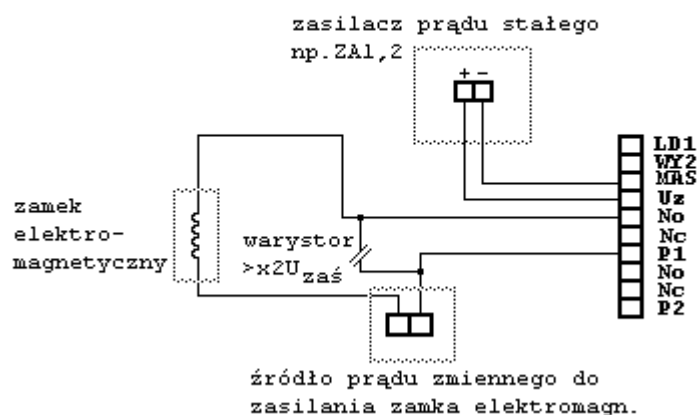 zasilacz prądu stałego
np.ZA1,2
+ -
LD1
WY2
MAS
Uz
No
Nc
P1
No
Nc
P2
zamek
elektro-
magnetyczny
warystor
>x2Uzaś
źródło prądu zmiennego do
zasilania zamka elektromagn.